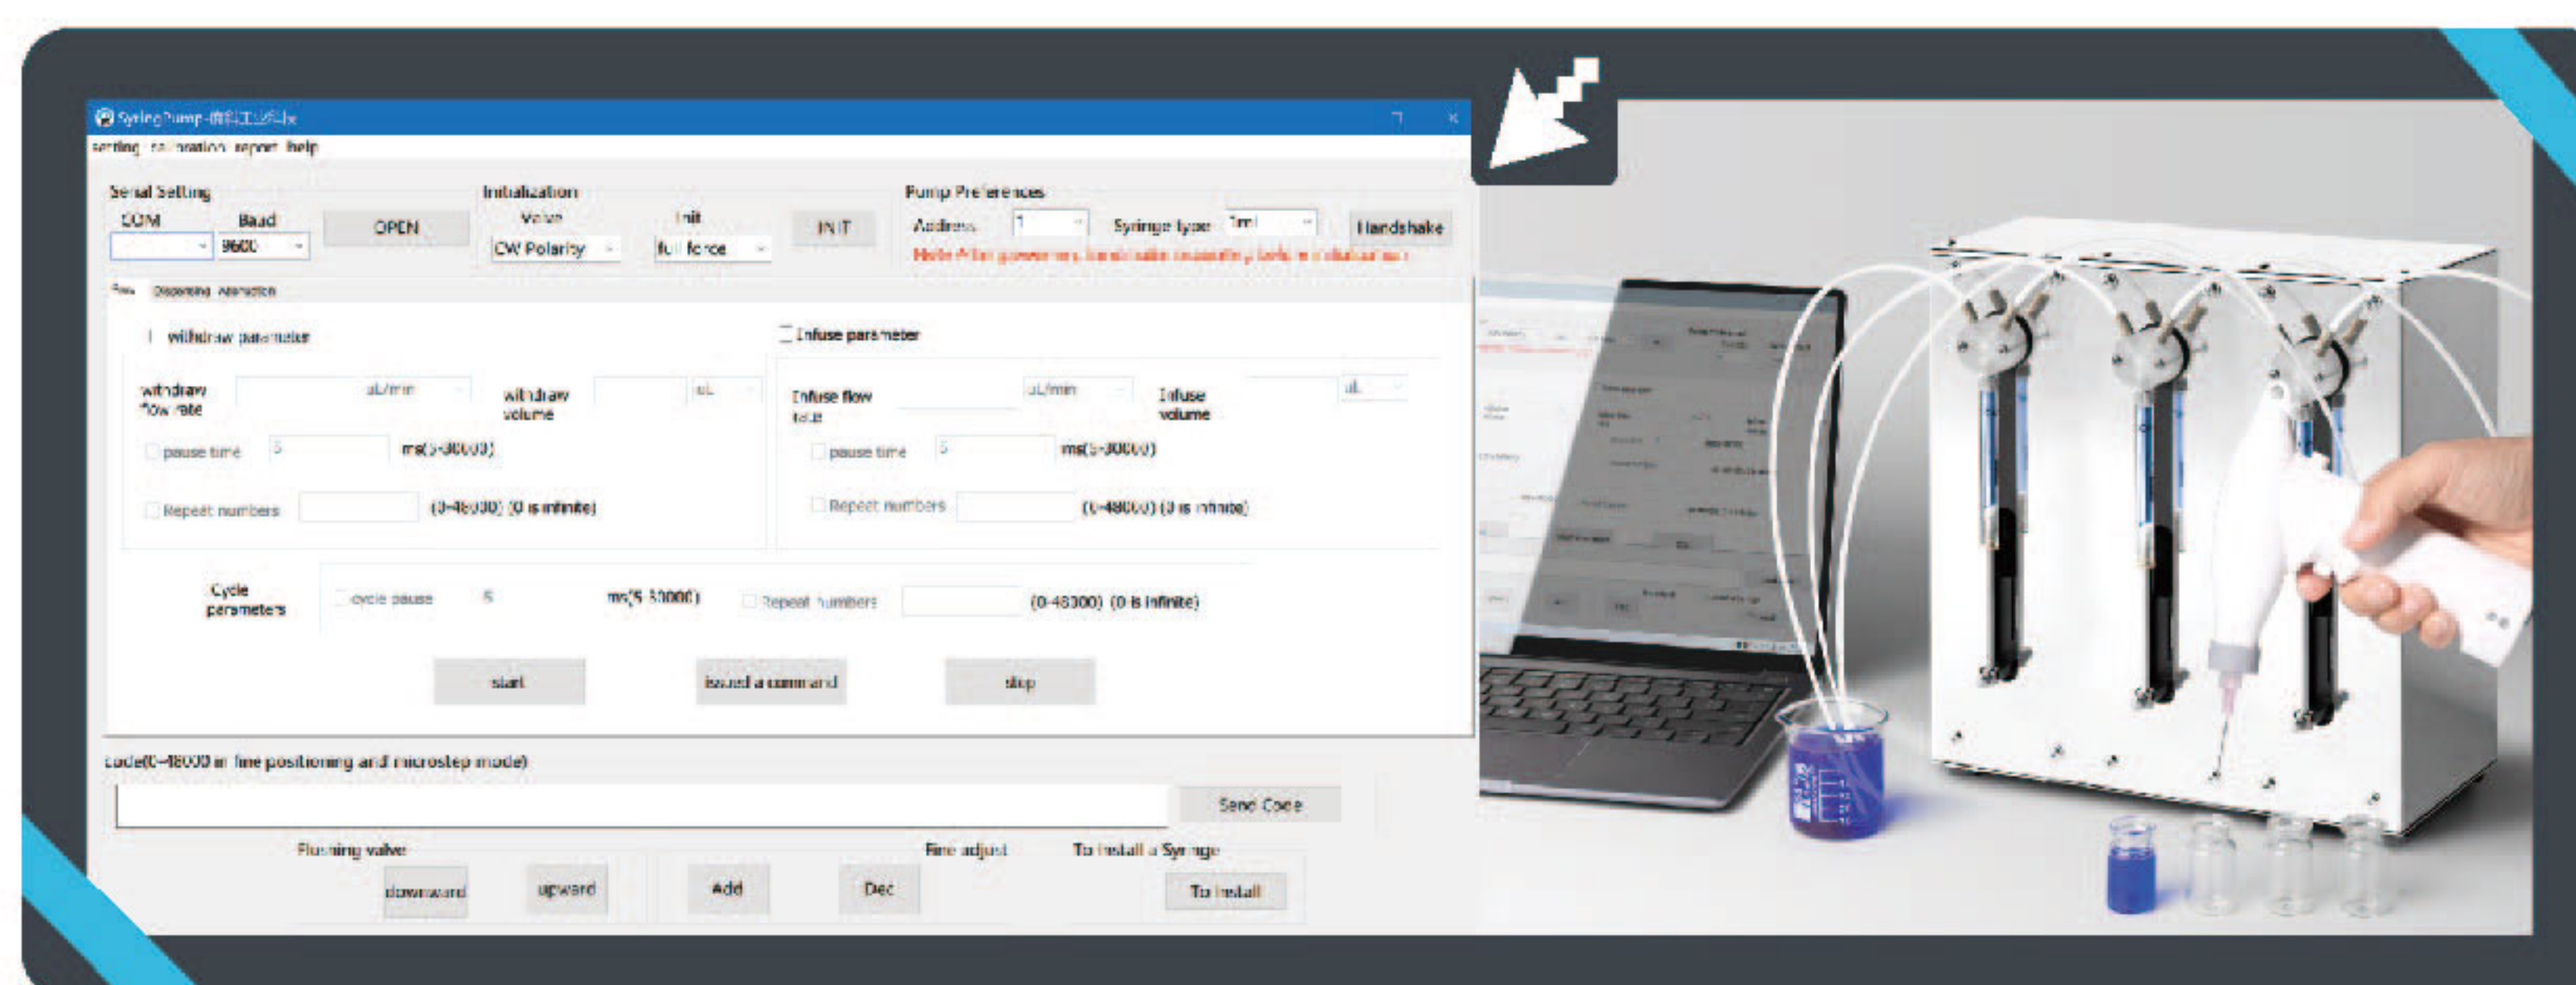 SyringPump-
setting calibration report help
Serial Setting Initialization Pump Preferences
COM Baud OPEN Valve Init INIT Address 1 Syringe type 1ml Handshake
9600 CW Polarity full force
Dispensing
withdraw parameter Infuse parameter
withdraw flow rate uL/min withdraw volume uL Infuse flow rate uL/min Infuse volume uL
pause time 5 ms(5-30000) pause time 5 ms(5-30000)
Repeat numbers (0-48000) (0 is infinite) Repeat numbers (0-48000) (0 is infinite)
Cycle parameters cycle pause 5 ms(5-30000) Repeat numbers (0-48000) (0 is infinite)
start issued a command stop
code(0-48000 in fine positioning and microstep mode)
Send Code
Flushing valve Fine adjust To Install a Syringe
downward upward Add Dec To Install